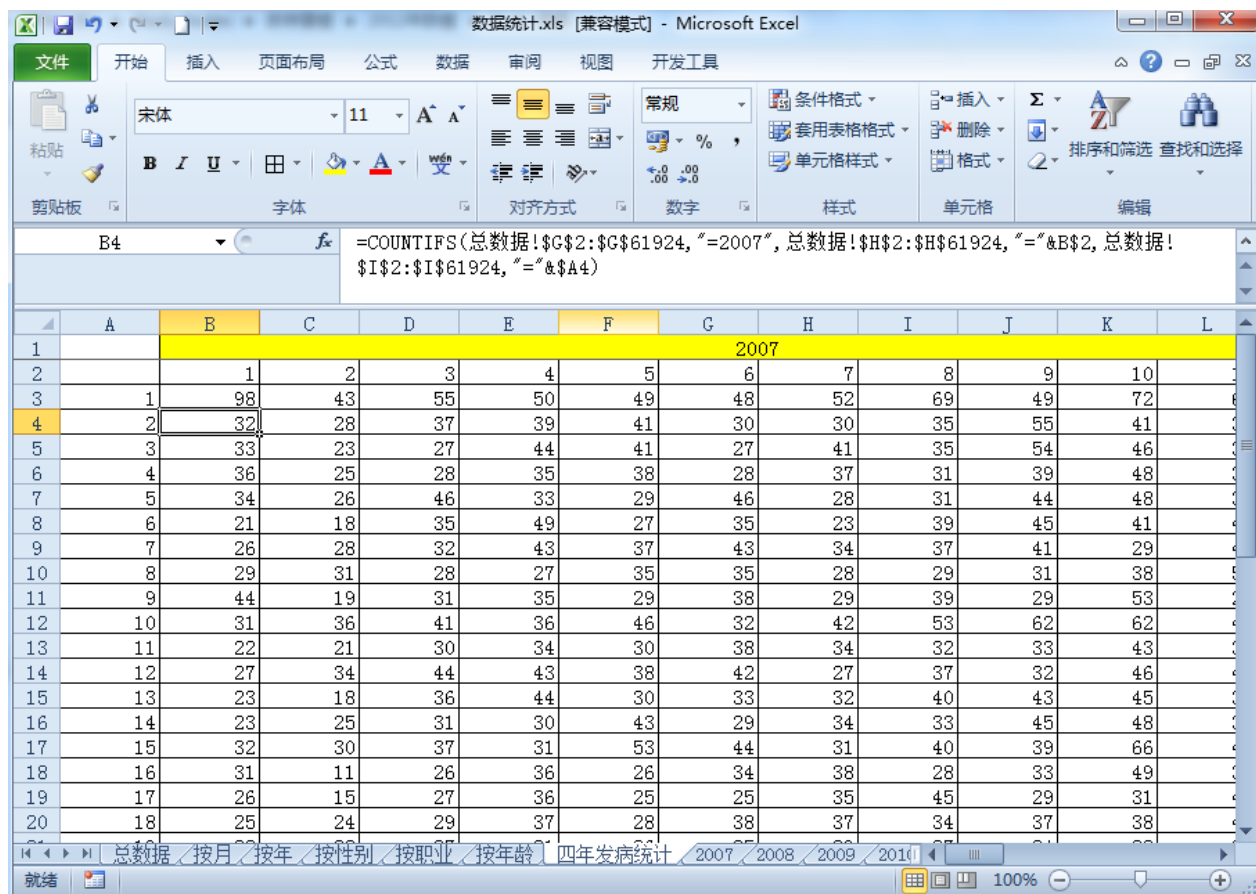 数据统计.xls [兼容模式] - Microsoft Excel
文件 开始 插入 页面布局 公式 数据 审阅 视图 开发工具
宋体 11 A A 常规 条件格式 插入 Σ
粘贴 B I U A wén 文 % , 套用表格格式 删除 排序和筛选 查找和选择
单元格样式 格式
剪贴板 字体 对齐方式 数字 样式 单元格 编辑
B4 fx =COUNTIFS(总数据!$G$2:$G$61924,"=2007",总数据!$H$2:$H$61924,"="&B$2,总数据!
$I$2:$I$61924,"="&$A4)
A B C D E F G H I J K L
1 2007
2 1 2 3 4 5 6 7 8 9 10
3 1 98 43 55 50 49 48 52 69 49 72
4 2 32 28 37 39 41 30 30 35 55 41
5 3 33 23 27 44 41 27 41 35 54 46
6 4 36 25 28 35 38 28 37 31 39 48
7 5 34 26 46 33 29 46 28 31 44 48
8 6 21 18 35 49 27 35 23 39 45 41
9 7 26 28 32 43 37 43 34 37 41 29
10 8 29 31 28 27 35 35 28 29 31 38
11 9 44 19 31 35 29 38 29 39 29 53
12 10 31 36 41 36 46 32 42 53 62 62
13 11 22 21 30 34 30 38 34 32 33 43
14 12 27 34 44 43 38 42 27 37 32 46
15 13 23 18 36 44 30 33 32 40 43 45
16 14 23 25 31 30 43 29 34 33 45 48
17 15 32 30 37 31 53 44 31 40 39 66
18 16 31 11 26 36 26 34 38 28 33 49
19 17 26 15 27 36 25 25 35 45 29 31
20 18 25 24 29 37 28 38 37 34 37 38
总数据 按月 按年 按性别 按职业 按年龄 四年发病统计 2007 2008 2009
就绪 100%